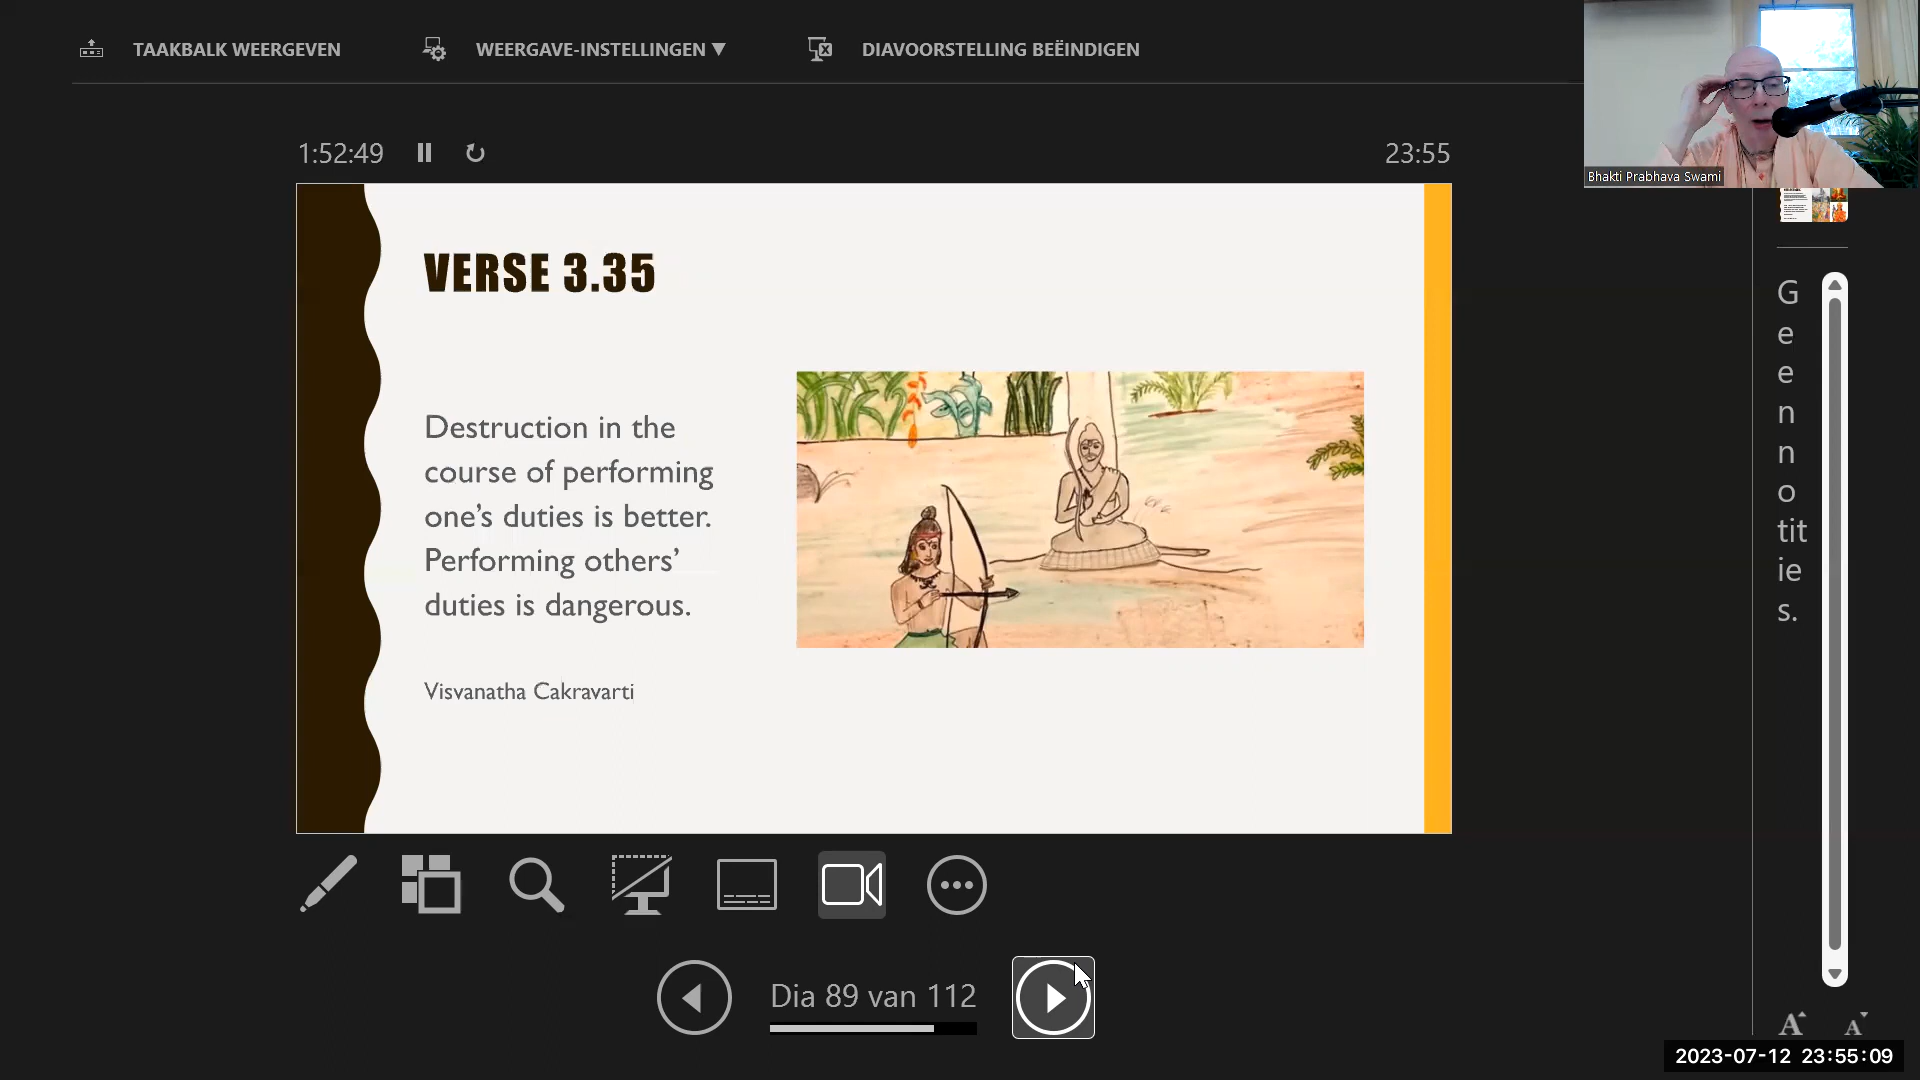 TAAKBALK WEERGEVEN
WEERGAVE-INSTELLINGEN ▼
DIAVOORSTELLING BEËINDIGEN
Bhakti Prabhava Swami
1:52:49
23:55
VERSE 3.35
Destruction in the
course of performing
one's duties is better.
Performing others'
duties is dangerous.
Visvanatha Cakravarti
G
e
e
n
n
o
tit
ie
s.
Dia 89 van 112
A A
2023-07-12 23:55:09